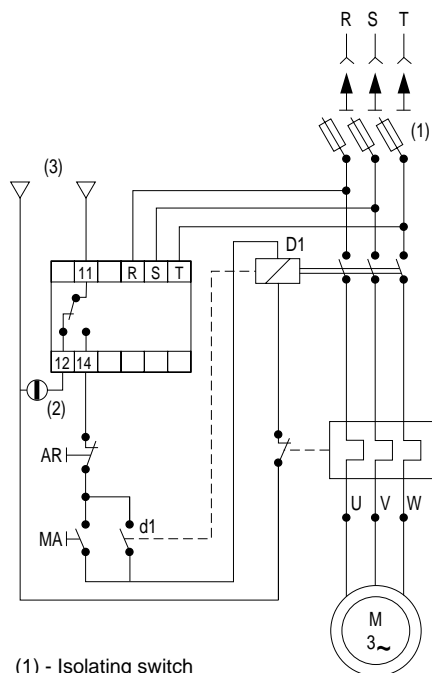 R S T
(1)
(3)
D1
11 R S T
12 14
(2)
AR
MA
d1
U V W
M
3~
(1) - Isolating switch